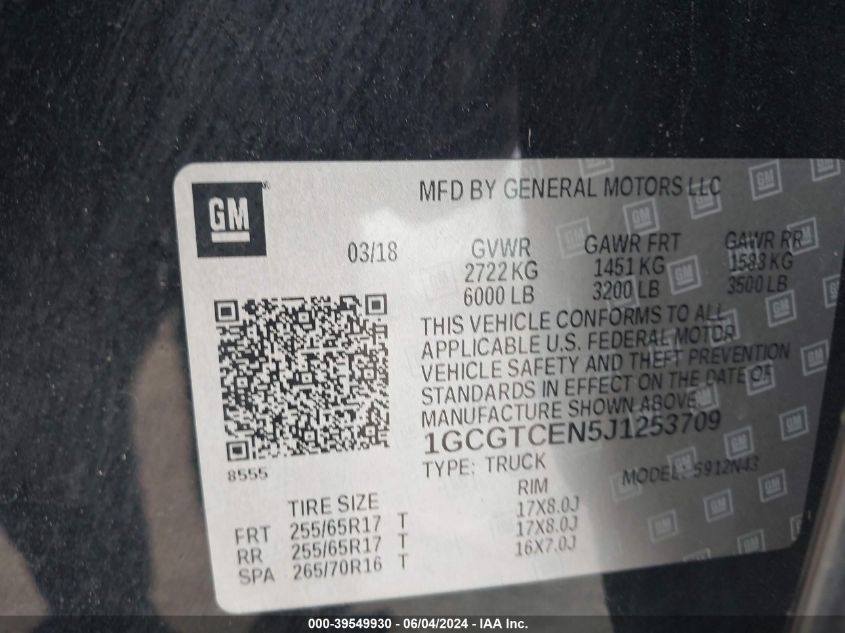 GM
MFD BY GENERAL MOTORS LLC
03/18 GVWR GAWR FRT GAWR RR
2722 KG 1451 KG 1588 KG
6000 LB 3200 LB 3500 LB
THIS VEHICLE CONFORMS TO ALL
APPLICABLE U.S. FEDERAL MOTOR
VEHICLE SAFETY AND THEFT PREVENTION
STANDARDS IN EFFECT ON THE DATE OF
MANUFACTURE SHOWN ABOVE
1GCGTCEN5J1253709
8555
TYPE: TRUCK MODEL: 5912N43
TIRE SIZE RIM
FRT 255/65R17 T 17X8.0J
RR 255/65R17 T 17X8.0J
SPA 265/70R16 T 16X7.0J
000-39549930 - 06/04/2024 - IAA Inc.